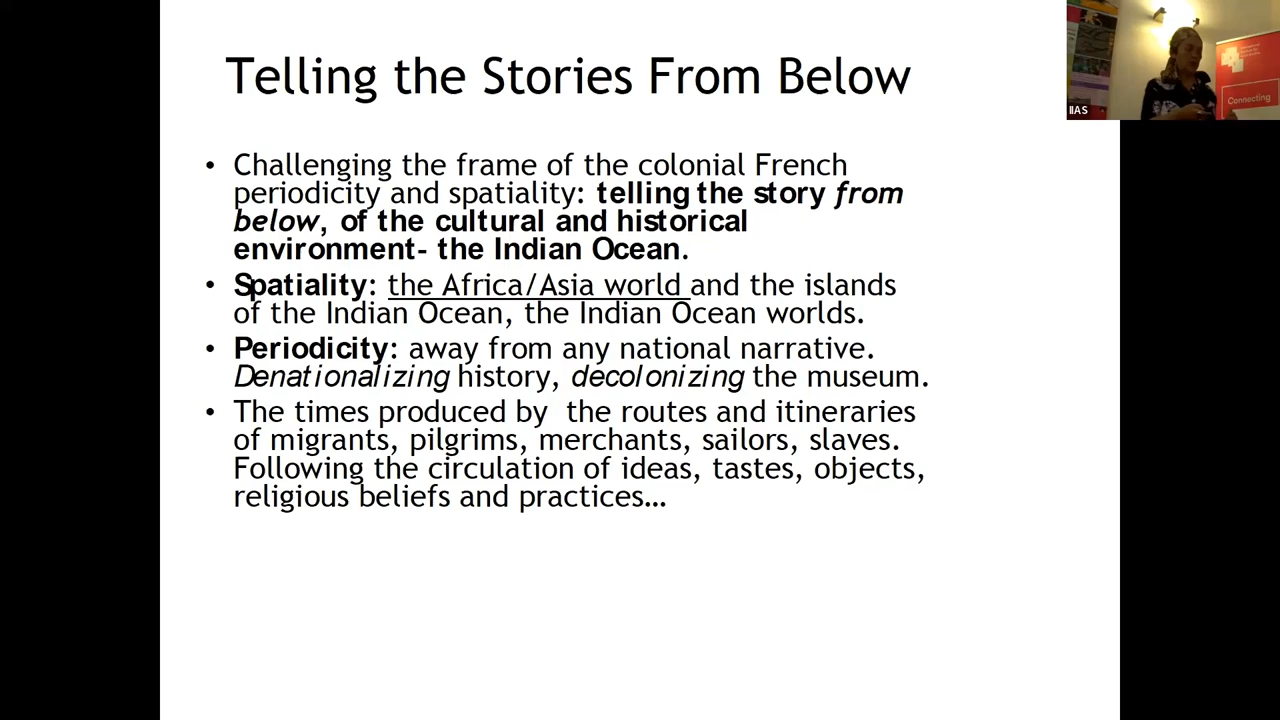 Telling the Stories From Below
• Challenging the frame of the colonial French
periodicity and spatiality: telling the story from
below, of the cultural and historical
environment- the Indian Ocean.
• Spatiality: the Africa/Asia world and the islands
of the Indian Ocean, the Indian Ocean worlds.
• Periodicity: away from any national narrative.
Denationalizing history, decolonizing the museum.
• The times produced by  the routes and itineraries
of migrants, pilgrims, merchants, sailors, slaves.
Following the circulation of ideas, tastes, objects,
religious beliefs and practices…
IIAS
Connecting